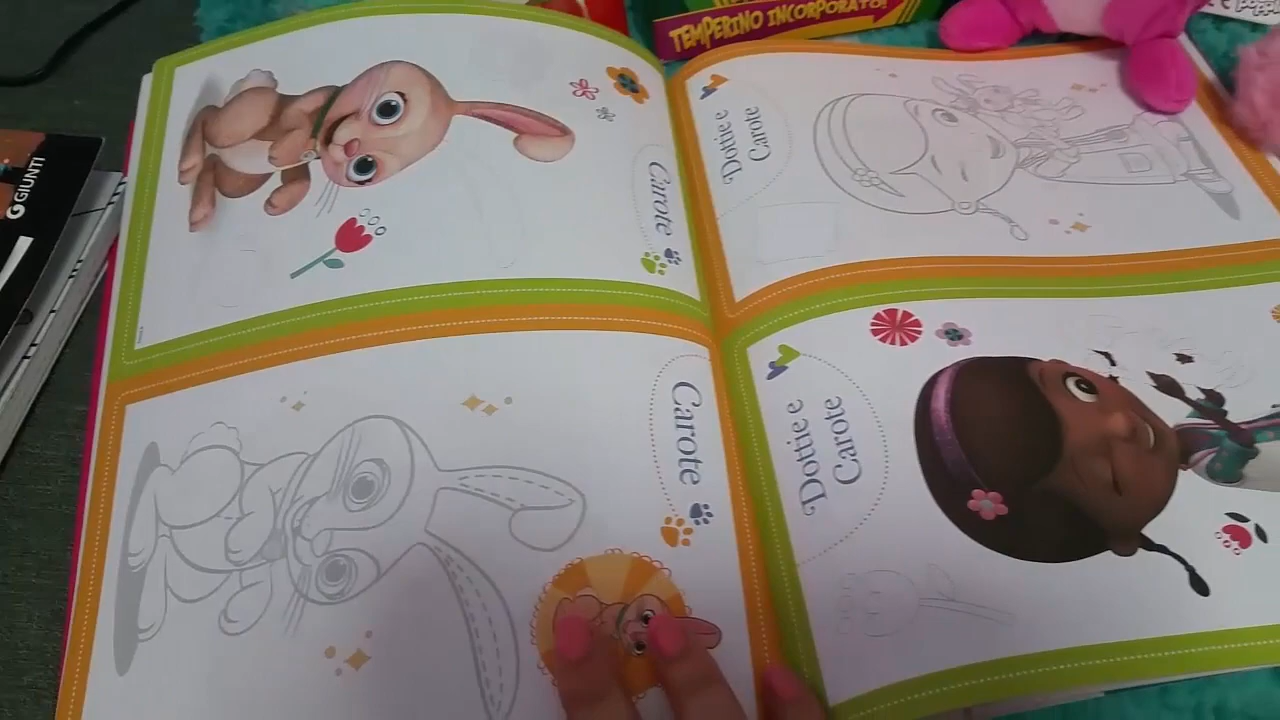 TEMPERINO INCORPORATO!
GIUNTI
Carote
Dottie e
Carote
Carote
Dottie e
Carote